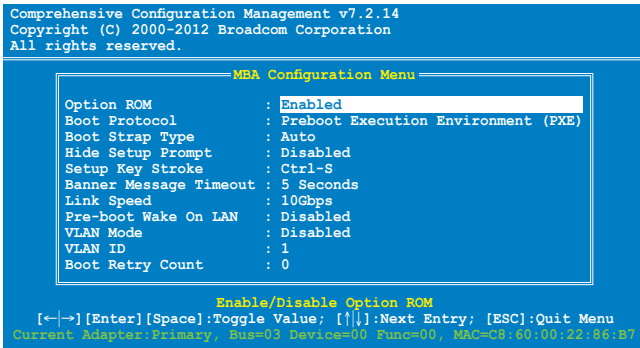 Comprehensive Configuration Management v7.2.14
Copyright (C) 2000-2012 Broadcom Corporation
All rights reserved.
MBA Configuration Menu
Option ROM : Enabled
Boot Protocol : Preboot Execution Environment (PXE)
Boot Strap Type : Auto
Hide Setup Prompt : Disabled
Setup Key Stroke : Ctrl-S
Banner Message Timeout : 5 Seconds
Link Speed : 10Gbps
Pre-boot Wake On LAN : Disabled
VLAN Mode : Disabled
VLAN ID : 1
Boot Retry Count : 0
Enable/Disable Option ROM
[←|→][Enter][Space]:Toggle Value; [↑|↓]:Next Entry; [ESC]:Quit Menu
Current Adapter:Primary, Bus=03 Device=00 Func=00, MAC=C8:60:00:22:86:B7